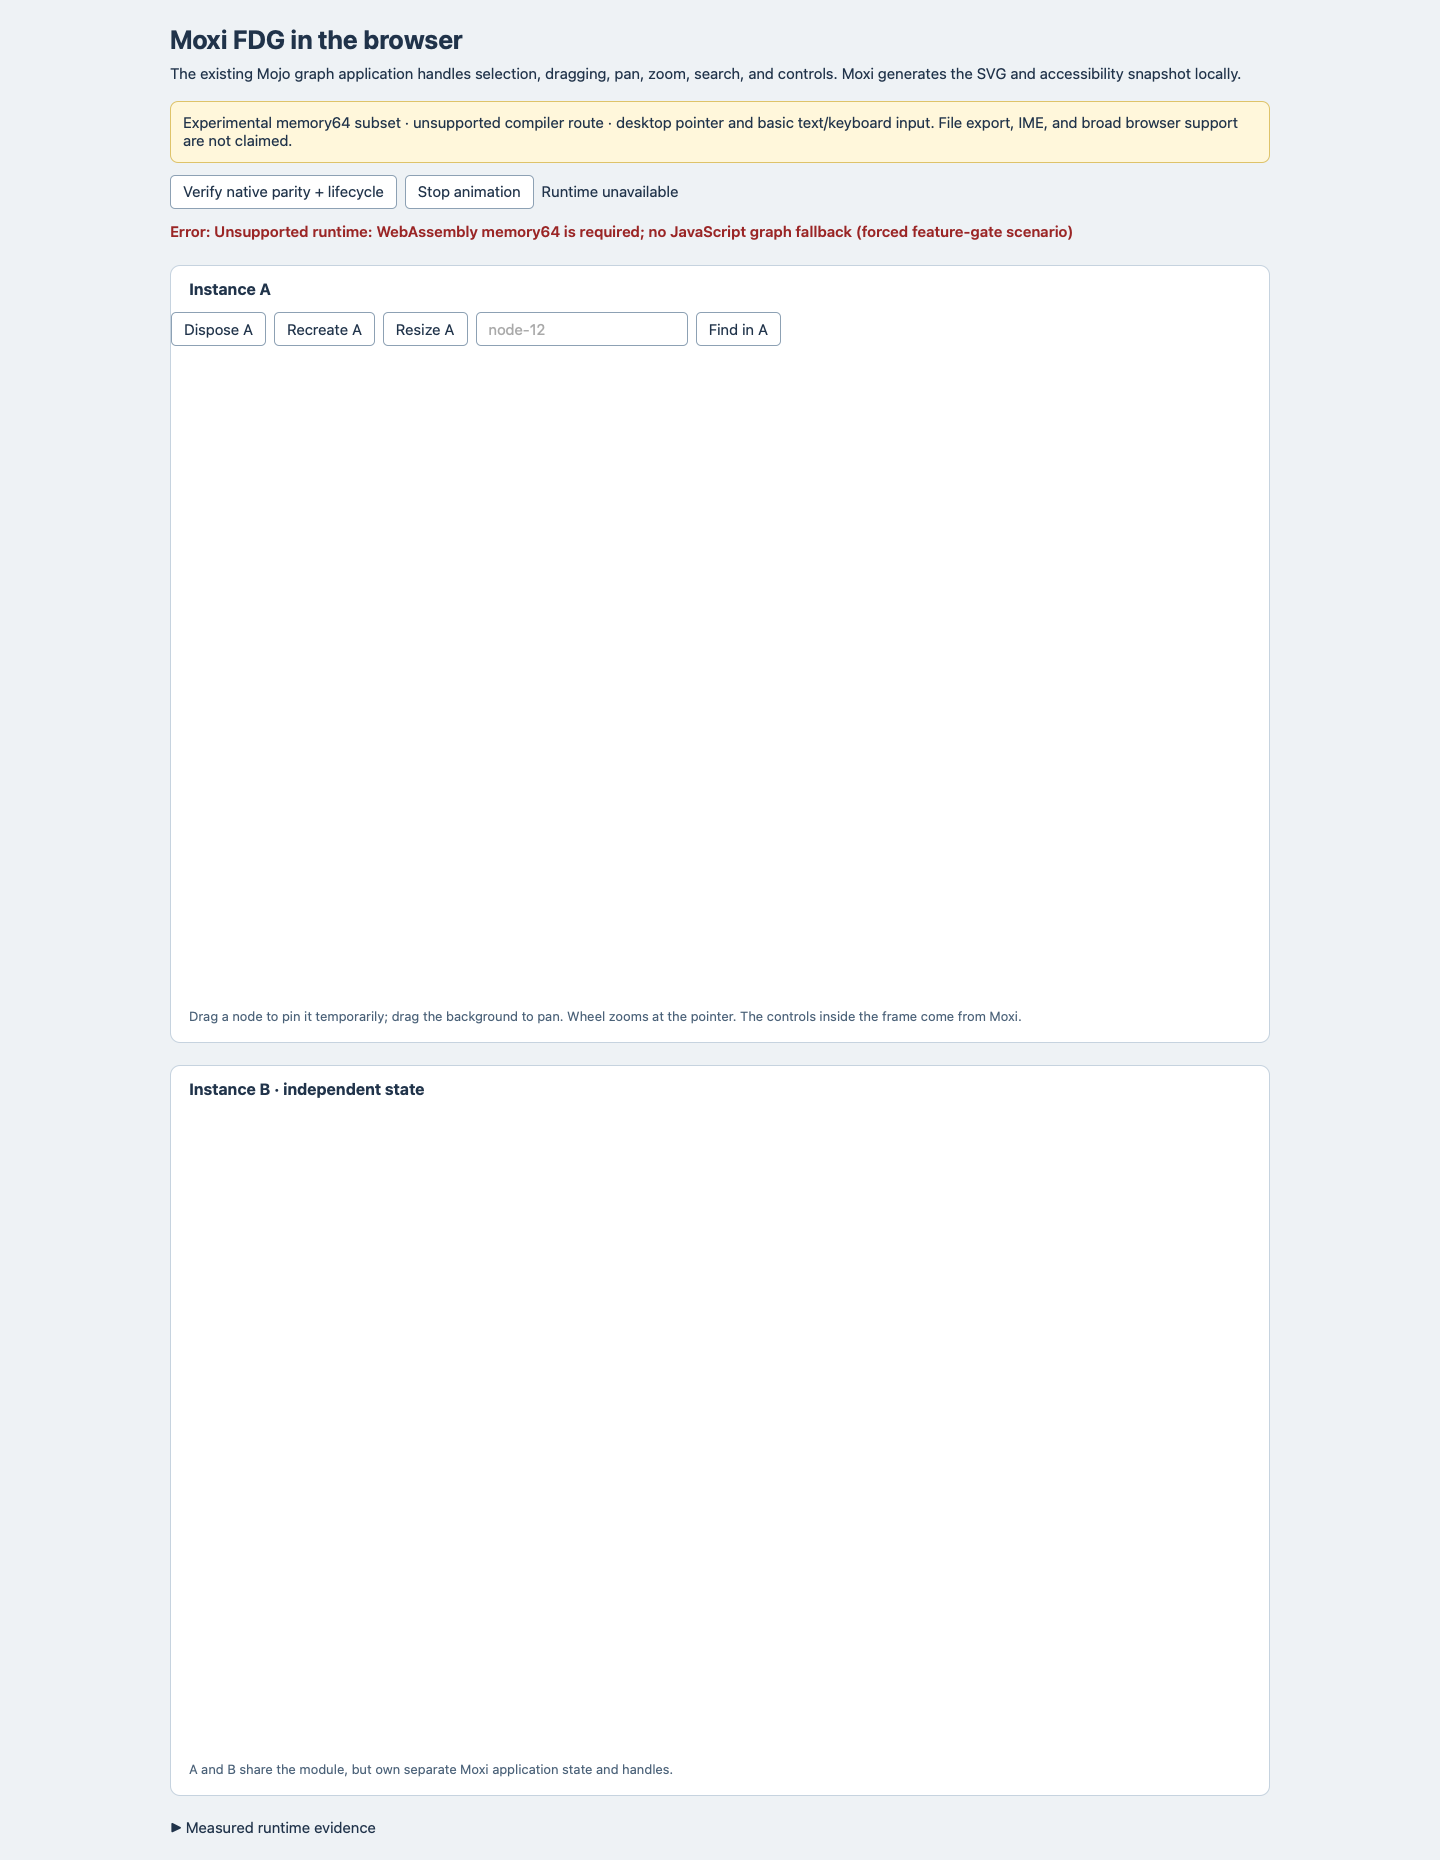 Moxi FDG in the browser
The existing Mojo graph application handles selection, dragging, pan, zoom, search, and controls. Moxi generates the SVG and accessibility snapshot locally.
Experimental memory64 subset · unsupported compiler route · desktop pointer and basic text/keyboard input. File export, IME, and broad browser support
are not claimed.
Verify native parity + lifecycle Stop animation Runtime unavailable
Error: Unsupported runtime: WebAssembly memory64 is required; no JavaScript graph fallback (forced feature-gate scenario)
Instance A
Dispose A Recreate A Resize A node-12 Find in A
Drag a node to pin it temporarily; drag the background to pan. Wheel zooms at the pointer. The controls inside the frame come from Moxi.
Instance B · independent state
A and B share the module, but own separate Moxi application state and handles.
Measured runtime evidence